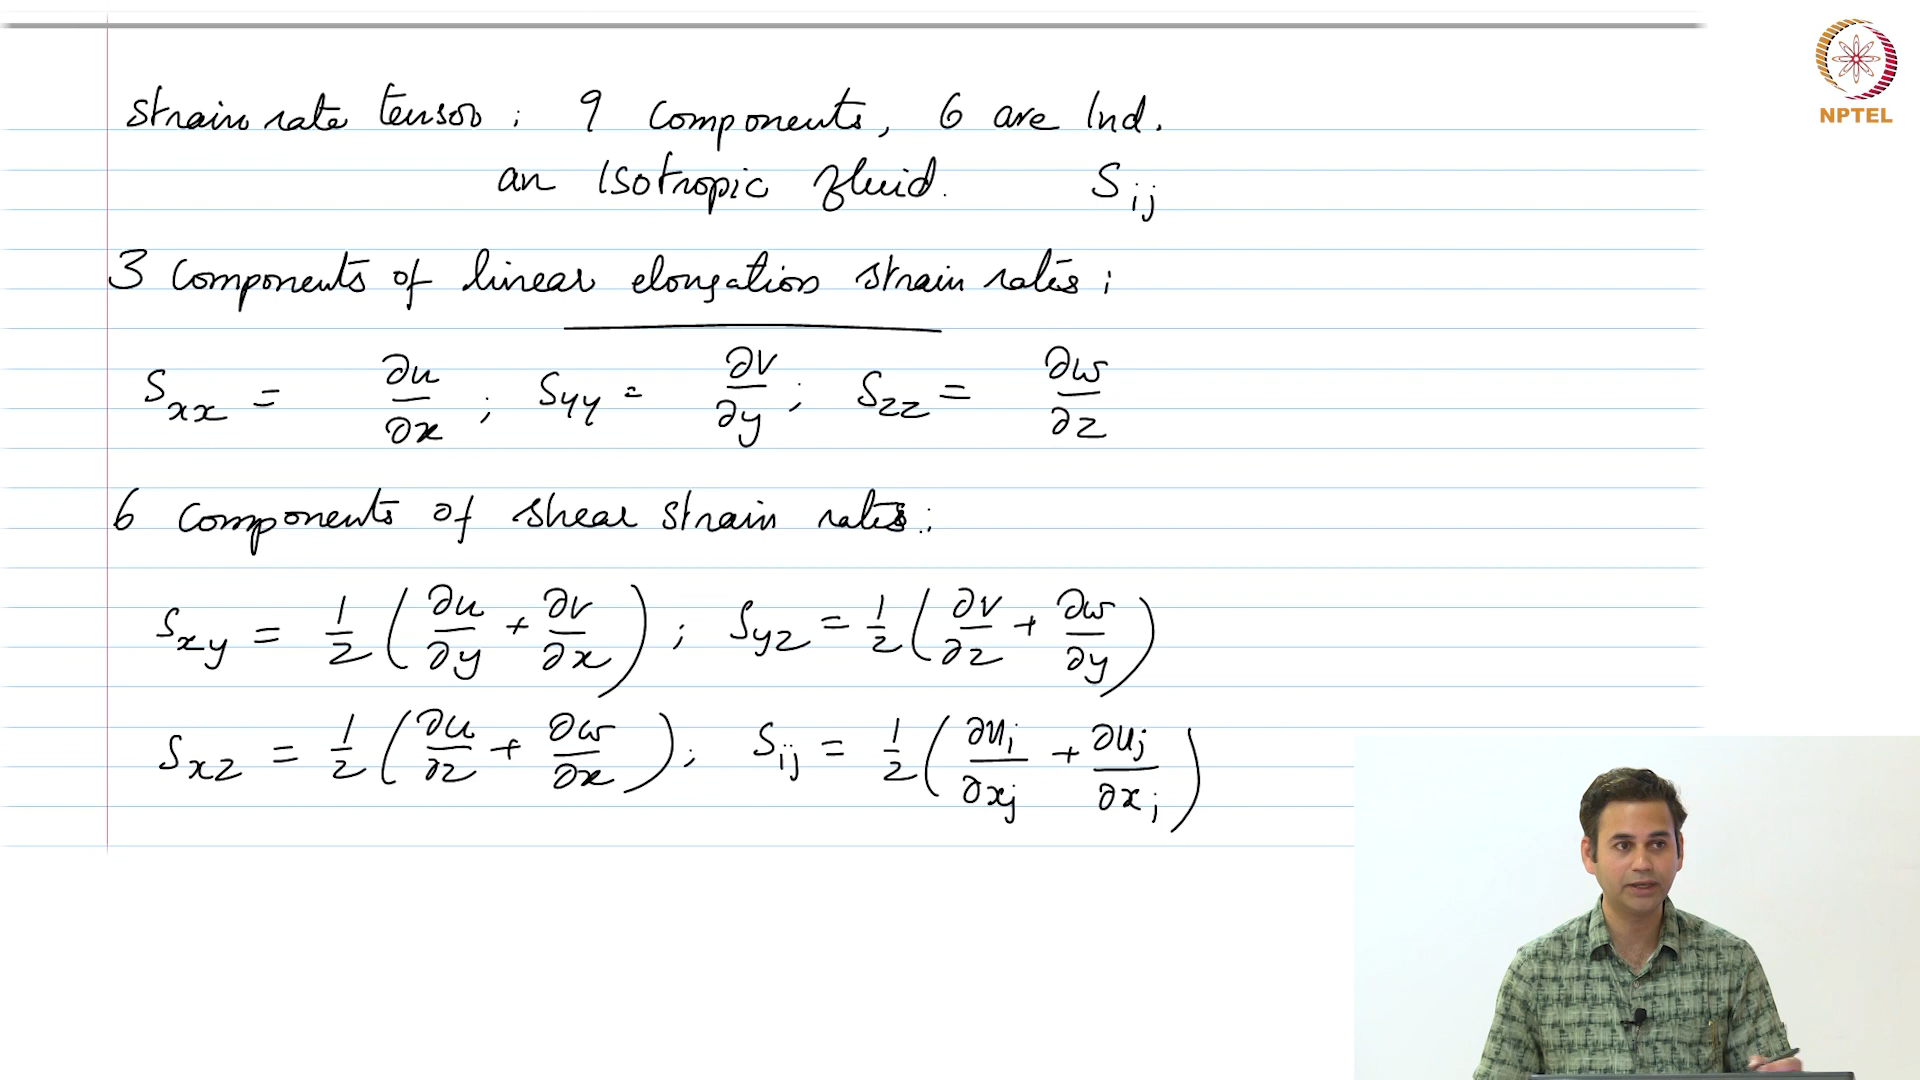 NPTEL
strain rate tensor : 9 components, 6 are Ind.
an Isotropic fluid. S_ij
3 components of linear elongation strain rates ;
S_xx = ∂u/∂x ; S_yy = ∂v/∂y ; S_zz = ∂w/∂z
6 components of shear strain rates :
S_xy = 1/2 ( ∂u/∂y + ∂v/∂x ) ; S_yz = 1/2 ( ∂v/∂z + ∂w/∂y )
S_xz = 1/2 ( ∂u/∂z + ∂w/∂x ) ; S_ij = 1/2 ( ∂u_i/∂x_j + ∂u_j/∂x_i )